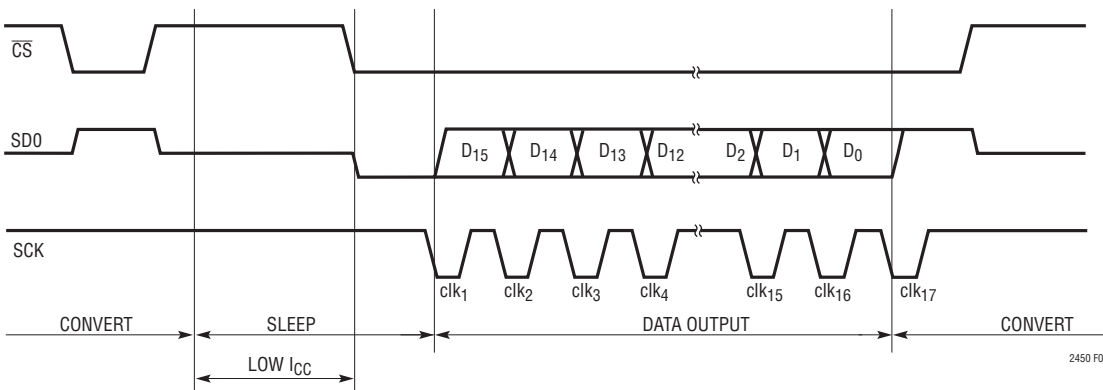 CS
SD0
D15 D14 D13 D12 D2 D1 D0
SCK
clk1 clk2 clk3 clk4 clk15 clk16 clk17
CONVERT SLEEP DATA OUTPUT CONVERT
LOW ICC
2450 F0